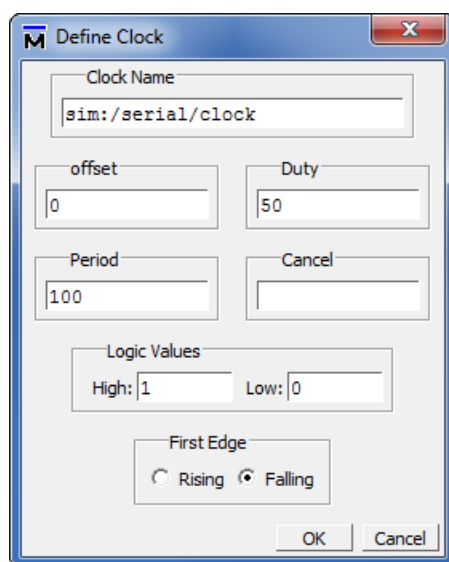 M Define Clock
Clock Name
sim:/serial/clock
offset
Duty
0
50
Period
Cancel
100
Logic Values
High: 1 Low: 0
First Edge
Rising Falling
OK Cancel